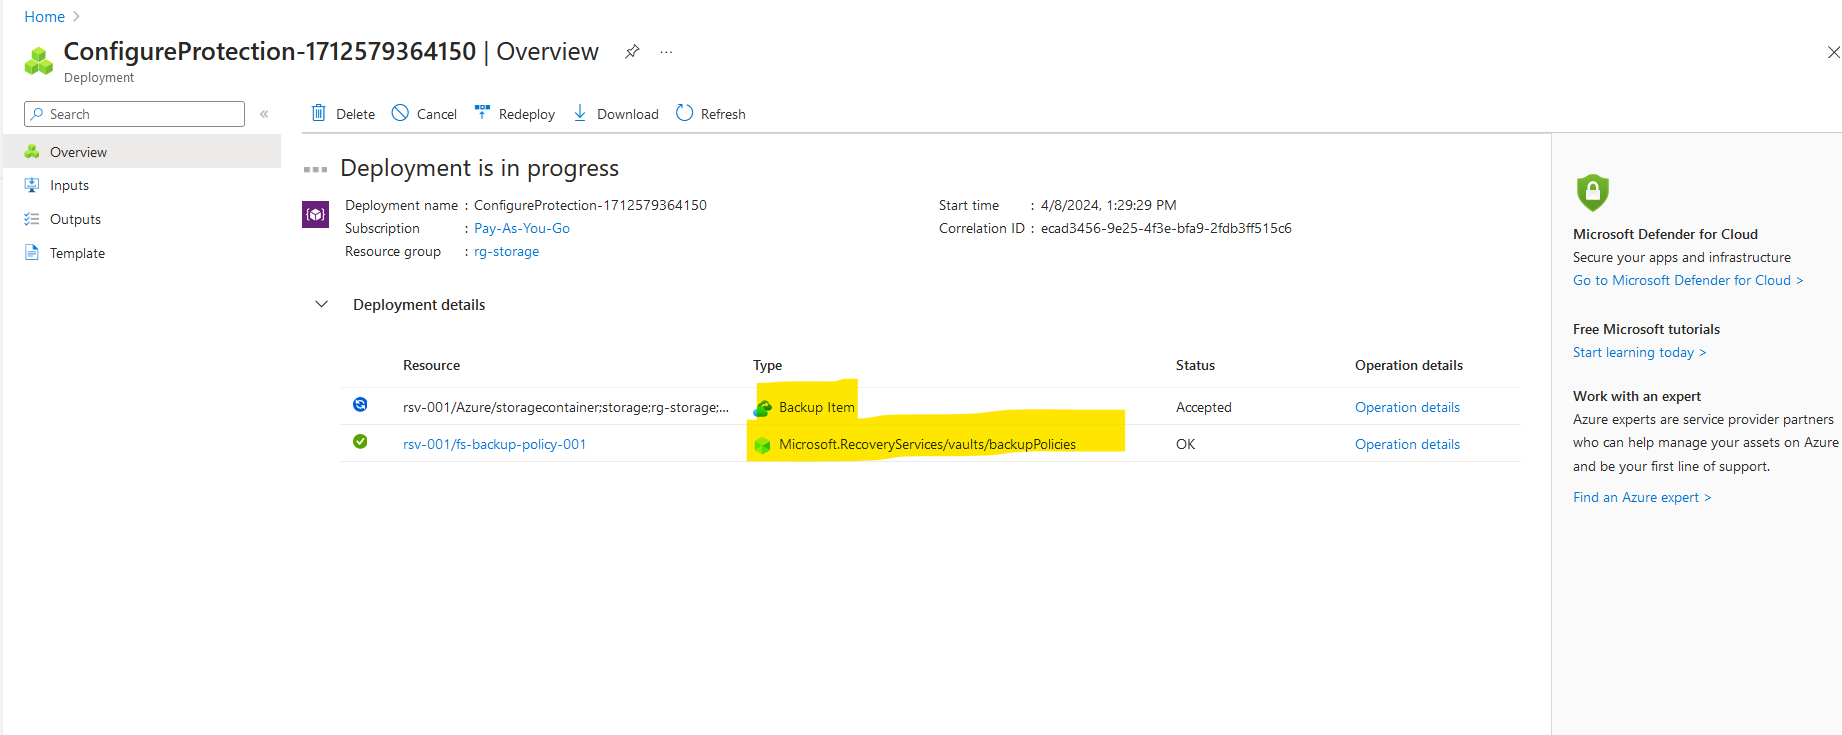 Home
ConfigureProtection-1712579364150 | Overview
Deployment
Search
Overview
Inputs
Outputs
Template
Delete Cancel Redeploy Download Refresh
Deployment is in progress
Deployment name : ConfigureProtection-1712579364150
Subscription : Pay-As-You-Go
Resource group : rg-storage
Start time : 4/8/2024, 1:29:29 PM
Correlation ID : ecad3456-9e25-4f3e-bfa9-2fdb3ff515c6
Deployment details
Resource Type Status Operation details
rsv-001/Azure/storagecontainer;storage;rg-storage;... Backup Item Accepted Operation details
rsv-001/fs-backup-policy-001 Microsoft.RecoveryServices/vaults/backupPolicies OK Operation details
Microsoft Defender for Cloud
Secure your apps and infrastructure
Go to Microsoft Defender for Cloud >
Free Microsoft tutorials
Start learning today >
Work with an expert
Azure experts are service provider partners
who can help manage your assets on Azure
and be your first line of support.
Find an Azure expert >